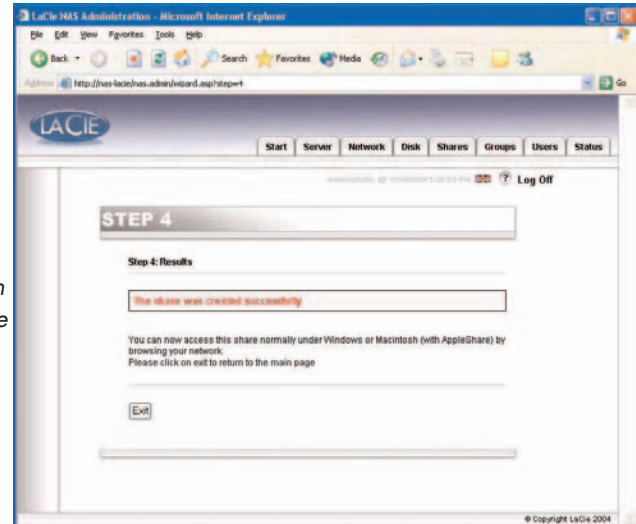 LaCie NAS Administration - Microsoft Internet Explorer
File Edit View Favorites Tools Help
Back Search Favorites Media
Address http://nas-lacie/nas.admin/wizard.asp?step=4 Go
LACIE
Start Server Network Disk Shares Groups Users Status
? Log Off
STEP 4
Step 4: Results
The share was created successfully
You can now access this share normally under Windows or Macintosh (with AppleShare) by
browsing your network.
Please click on exit to return to the main page
Exit
© Copyright LaCie 2004